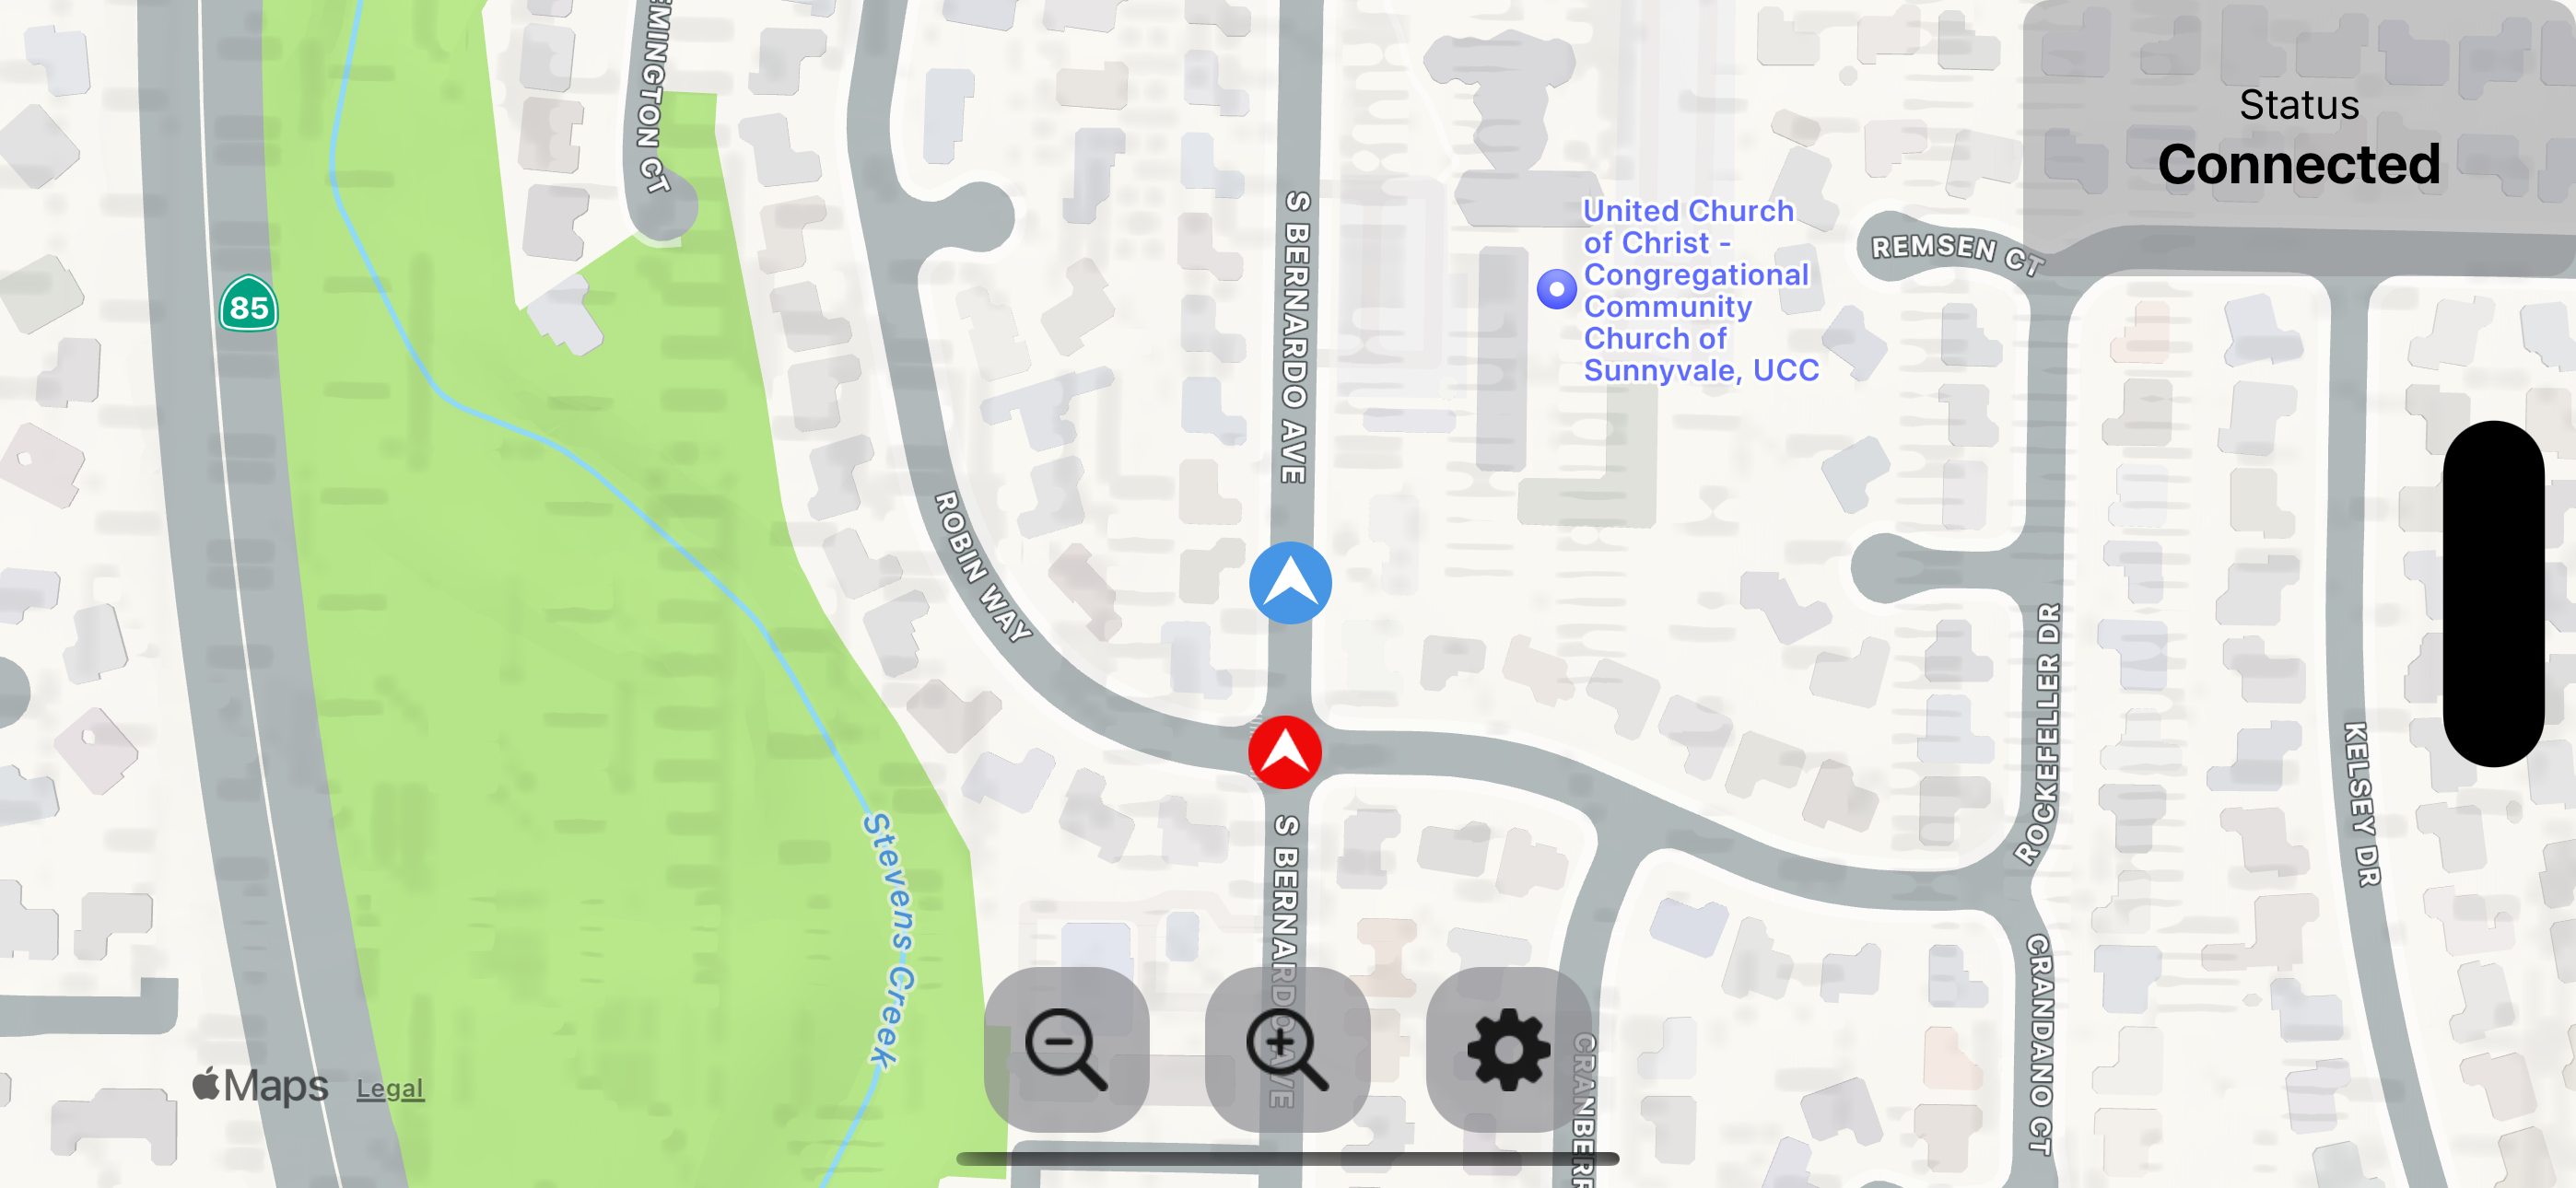 EMINGTON CT
Status
Connected
S BERNARDO AVE
United Church
of Christ -
Congregational
Community
Church of
Sunnyvale, UCC
REMSEN CT
85
ROBIN WAY
ROCKEFELLER DR
KELSEY DR
Stevens Creek
S BERNARDO AVE
CRANDANO CT
CRANBERR
Maps Legal